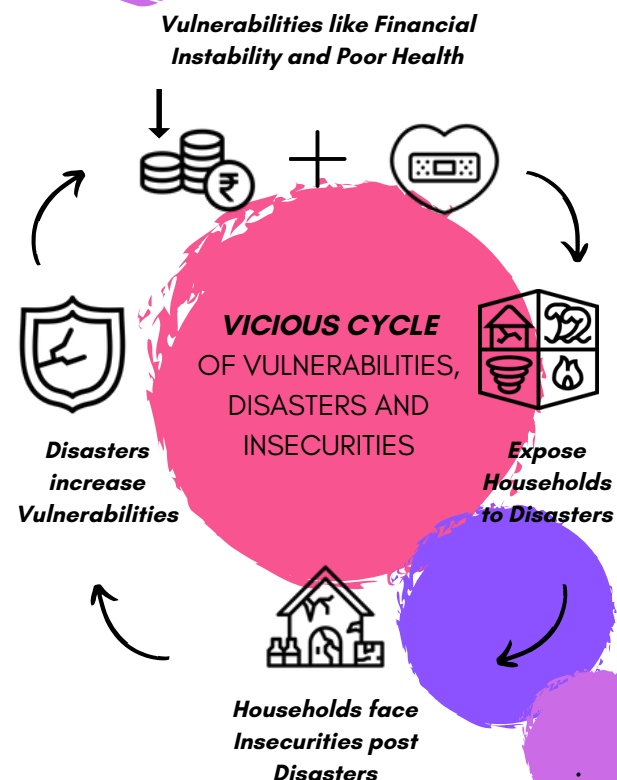 Vulnerabilities like Financial
Instability and Poor Health
₹
VICIOUS CYCLE
OF VULNERABILITIES,
DISASTERS AND
INSECURITIES
Disasters
increase
Vulnerabilities
Expose
Households
to Disasters
Households face
Insecurities post
Disasters
.